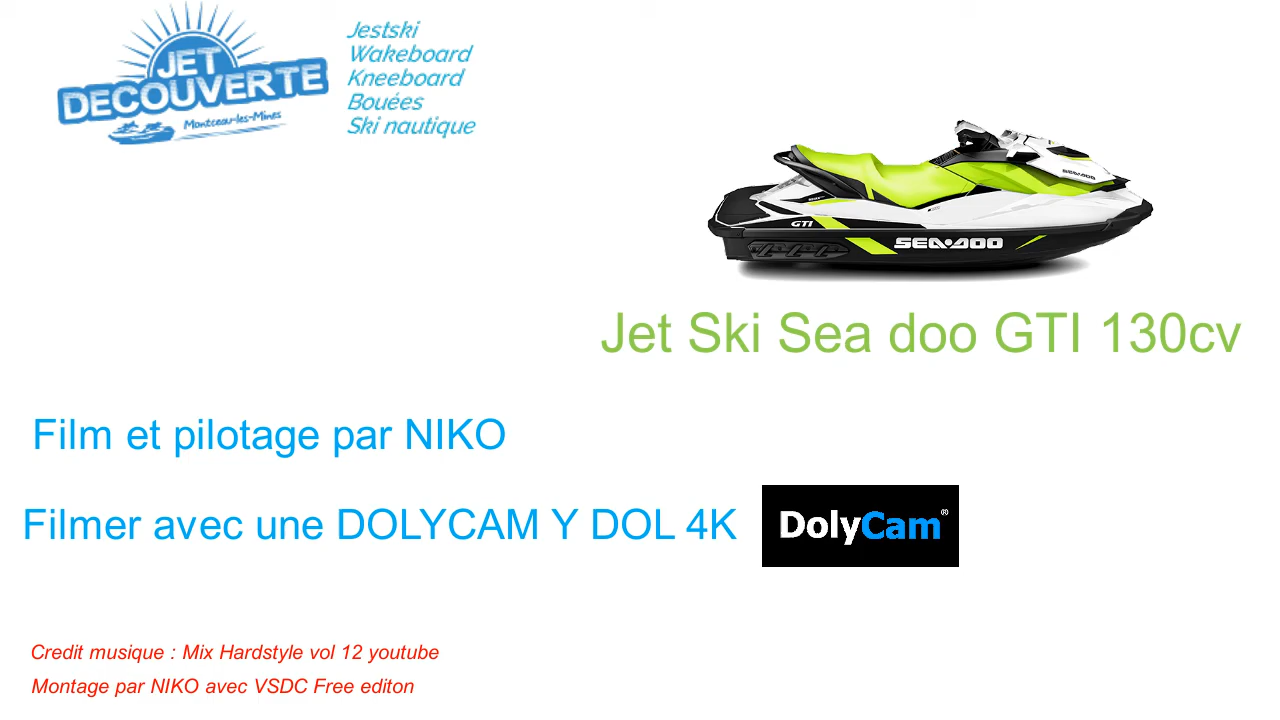 JET
DECOUVERTE
Montceau-les-Mines
Jestski
Wakeboard
Kneeboard
Bouées
Ski nautique
SEA-DOO
GTI
SEA-DOO
Jet Ski Sea doo GTI 130cv
Film et pilotage par NIKO
Filmer avec une DOLYCAM Y DOL 4K
DolyCam®
Credit musique : Mix Hardstyle vol 12 youtube
Montage par NIKO avec VSDC Free editon